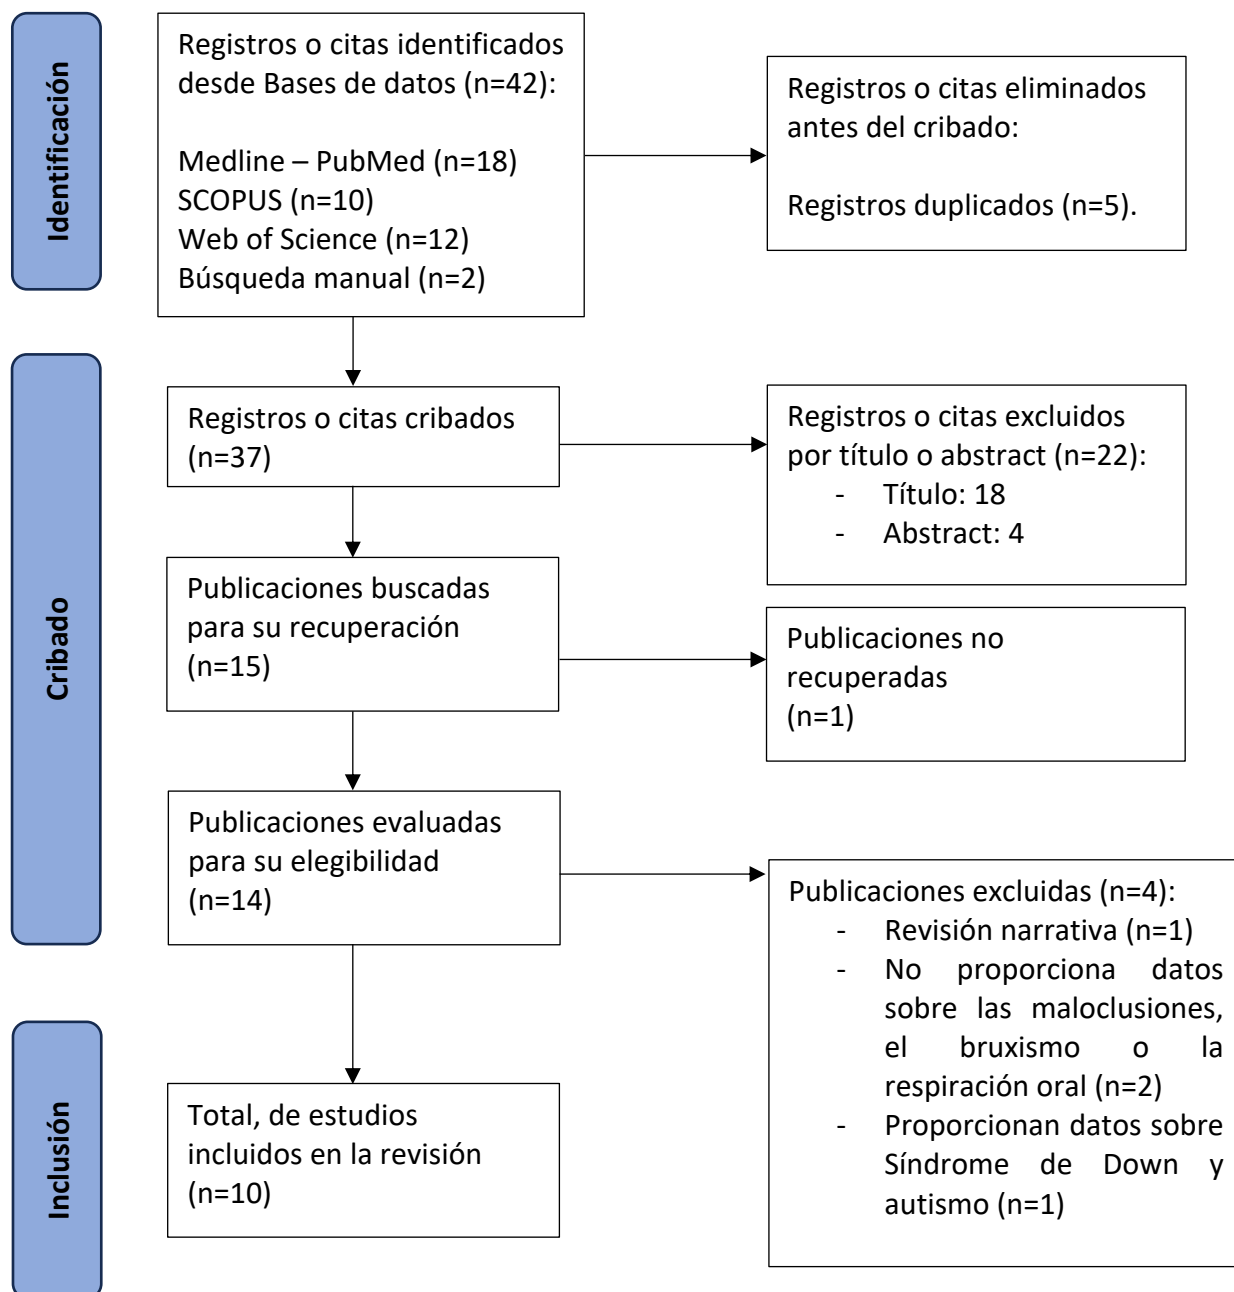 Identificación
Registros o citas identificados
desde Bases de datos (n=42):
Medline – PubMed (n=18)
SCOPUS (n=10)
Web of Science (n=12)
Búsqueda manual (n=2)
Registros o citas eliminados
antes del cribado:
Registros duplicados (n=5).
Cribado
Registros o citas cribados
(n=37)
Registros o citas excluidos
por título o abstract (n=22):
- Título: 18
- Abstract: 4
Publicaciones buscadas
para su recuperación
(n=15)
Publicaciones no
recuperadas
(n=1)
Publicaciones evaluadas
para su elegibilidad
(n=14)
Publicaciones excluidas (n=4):
- Revisión narrativa (n=1)
- No proporciona datos
sobre las maloclusiones,
el bruxismo o la
respiración oral (n=2)
- Proporcionan datos sobre
Síndrome de Down y
autismo (n=1)
Inclusión
Total, de estudios
incluidos en la revisión
(n=10)